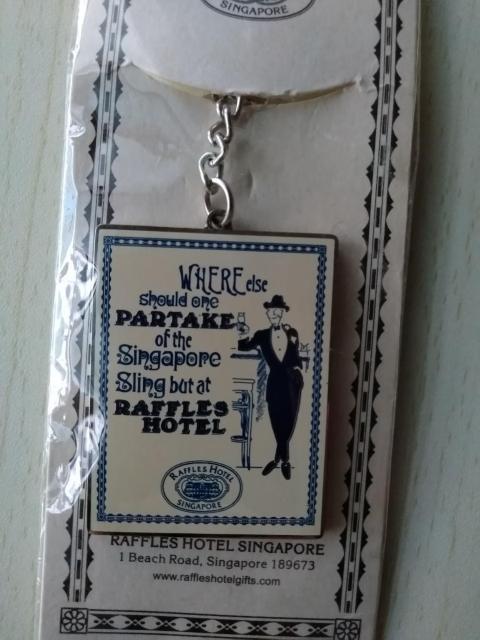 SINGAPORE
WHERE else
should one
PARTAKE
of the
Singapore
Sling but at
RAFFLES
HOTEL
RAFFLES HOTEL
SINGAPORE
RAFFLES HOTEL SINGAPORE
1 Beach Road, Singapore 189673
www.raffleshotelgifts.com